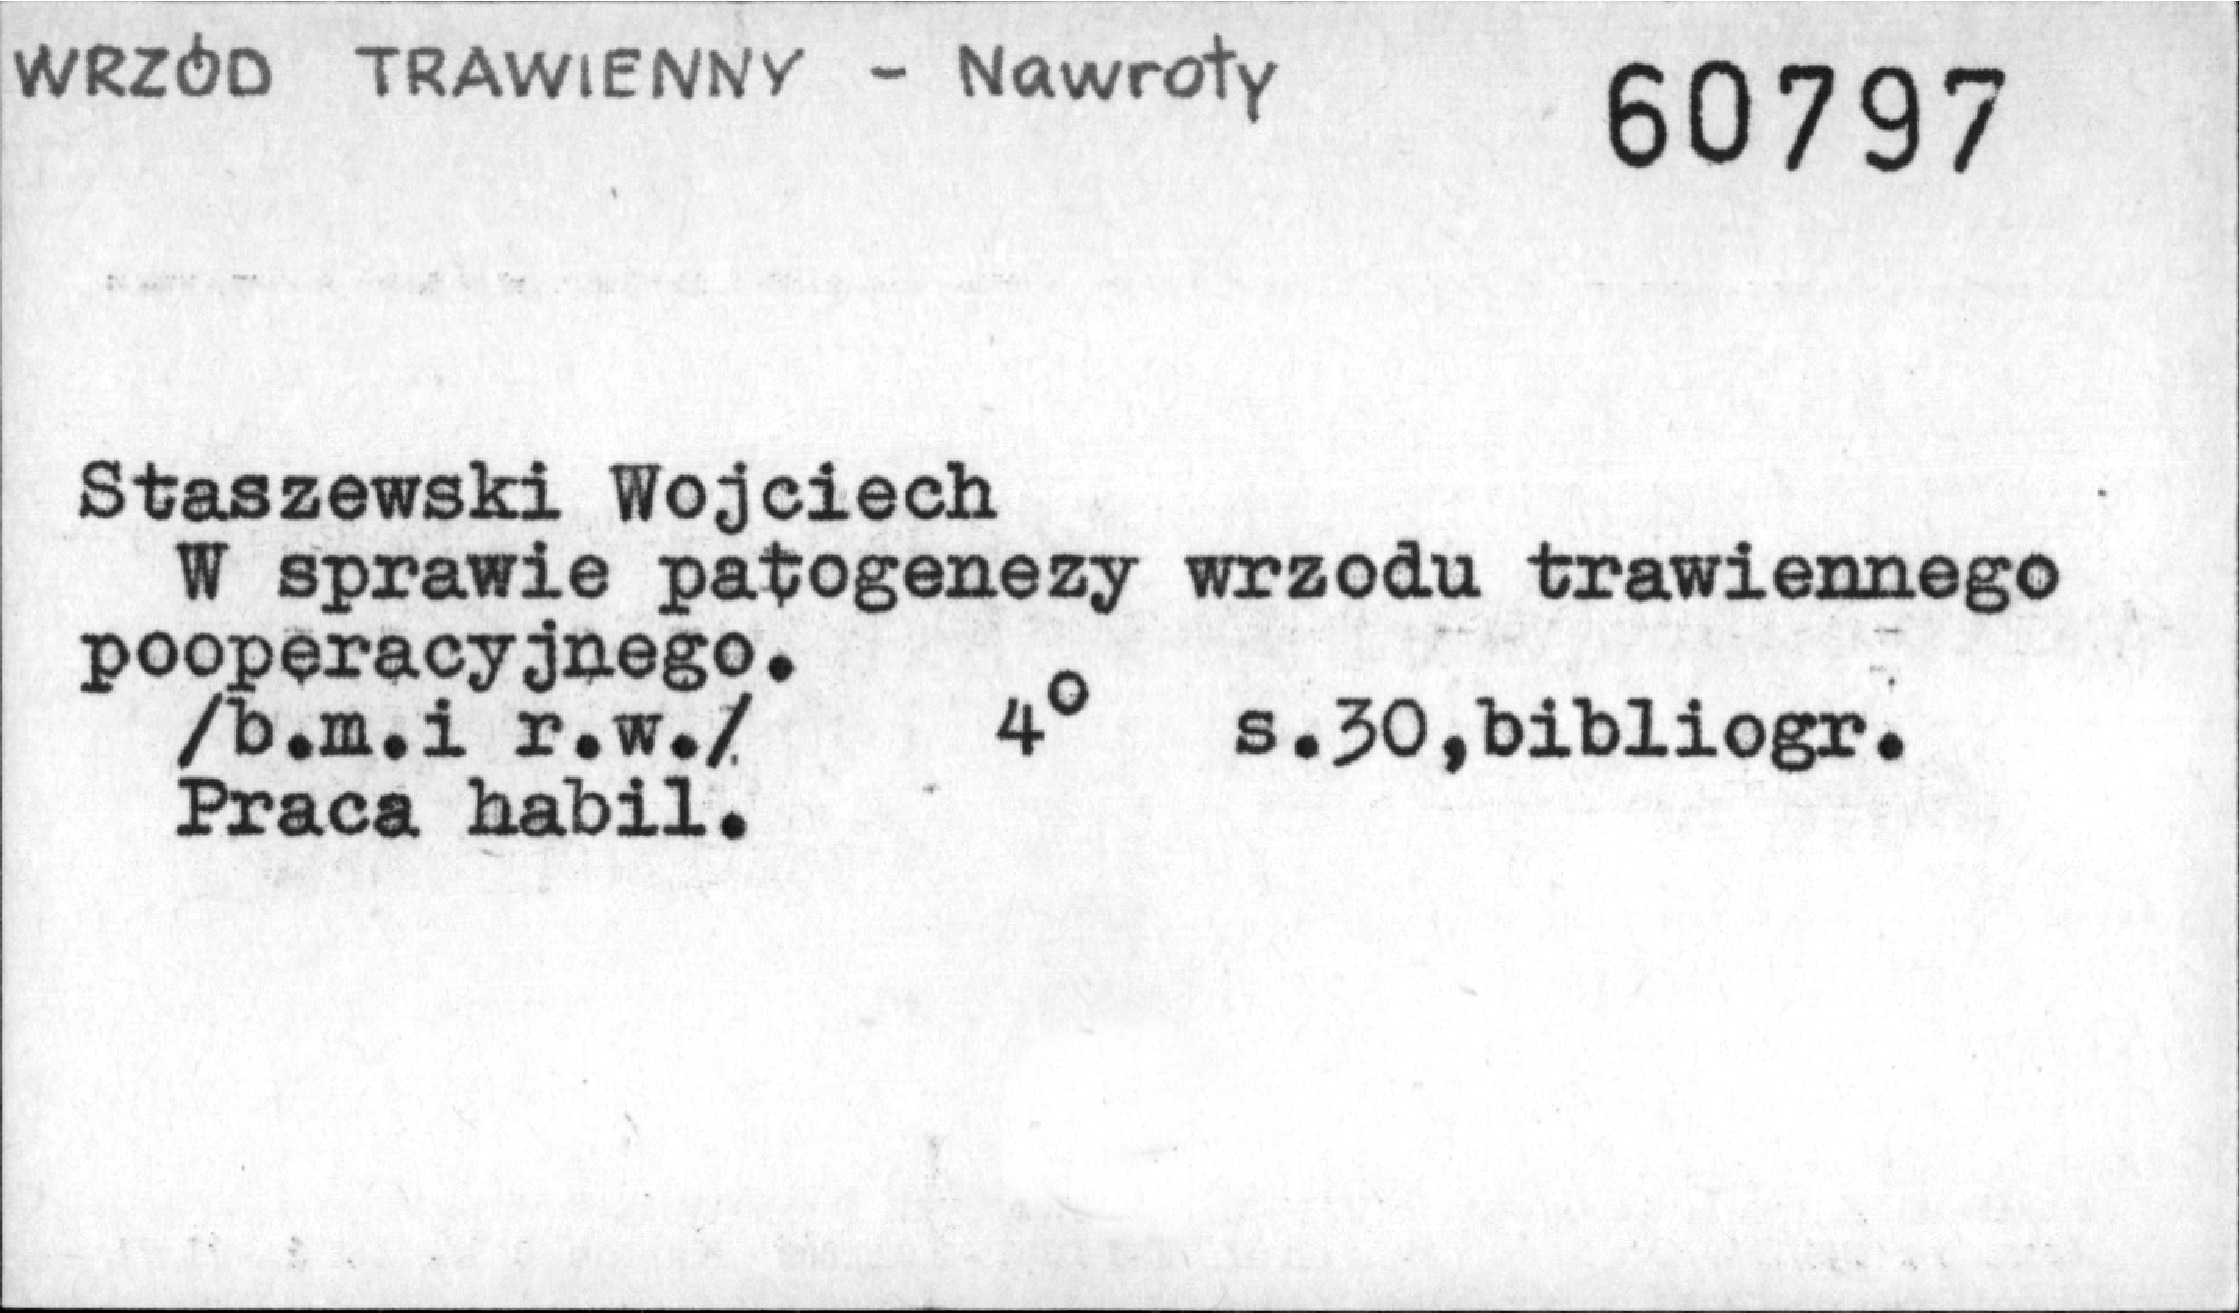 WRZÓD TRAWIENNY - Nawroty
60797
Staszewski Wojciech
W sprawie patogenezy wrzodu trawiennego
pooperacyjnego.
/b.m.i r.w./ 4° s.30,bibliogr.
Praca habil.